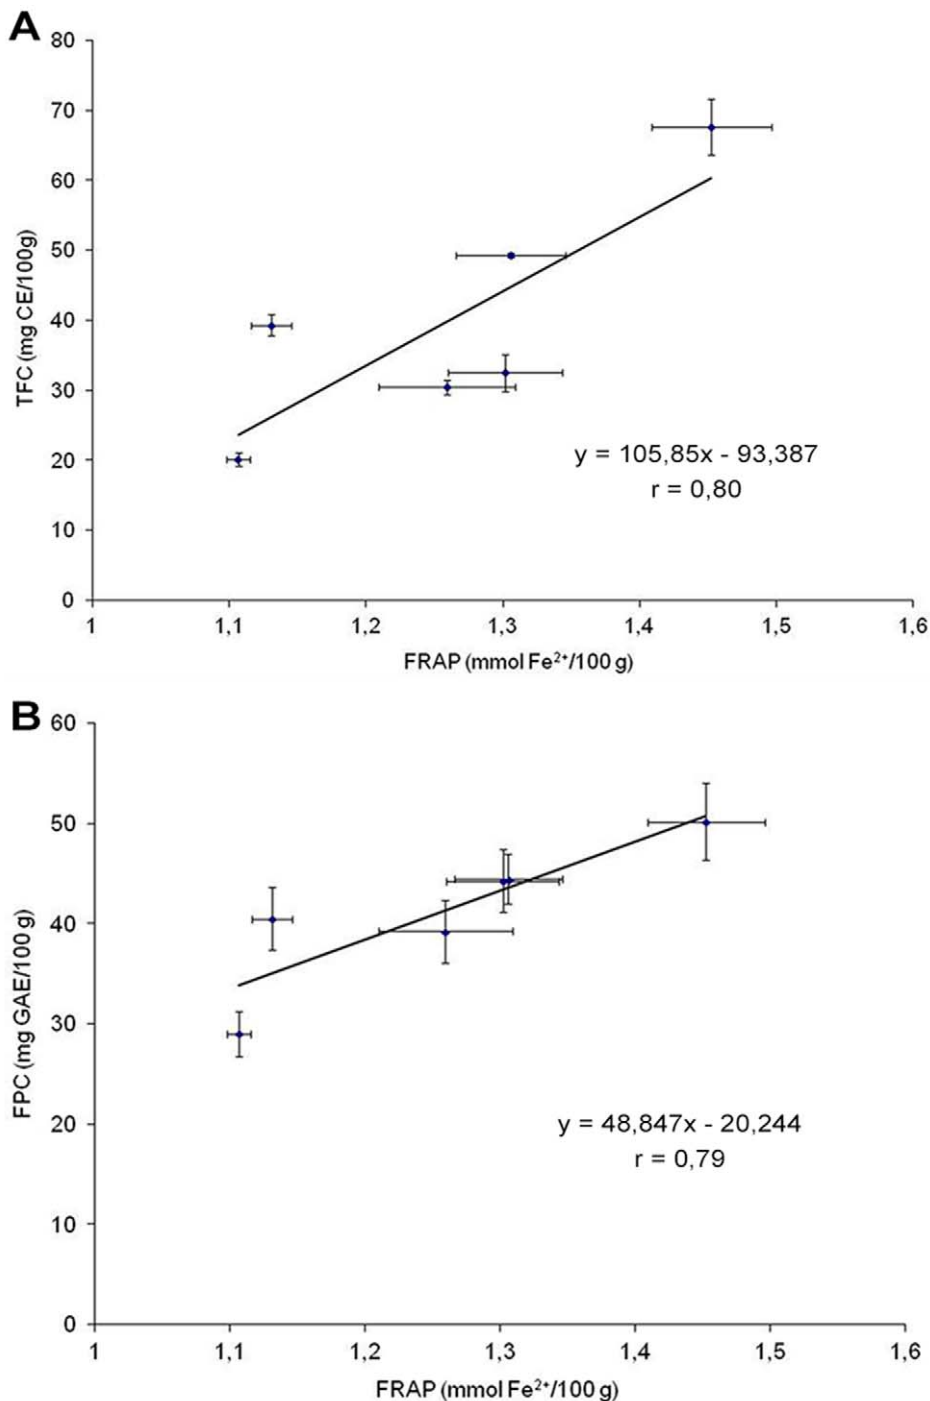 A
80
70
60
50
40
30
20
10
0
TFC (mg CE/100g)
y = 105,85x - 93,387
r = 0,80
1 1,1 1,2 1,3 1,4 1,5 1,6
FRAP (mmol Fe²⁺/100 g)
B
60
50
40
30
20
10
0
FPC (mg GAE/100 g)
y = 48,847x - 20,244
r = 0,79
1 1,1 1,2 1,3 1,4 1,5 1,6
FRAP (mmol Fe²⁺/100 g)